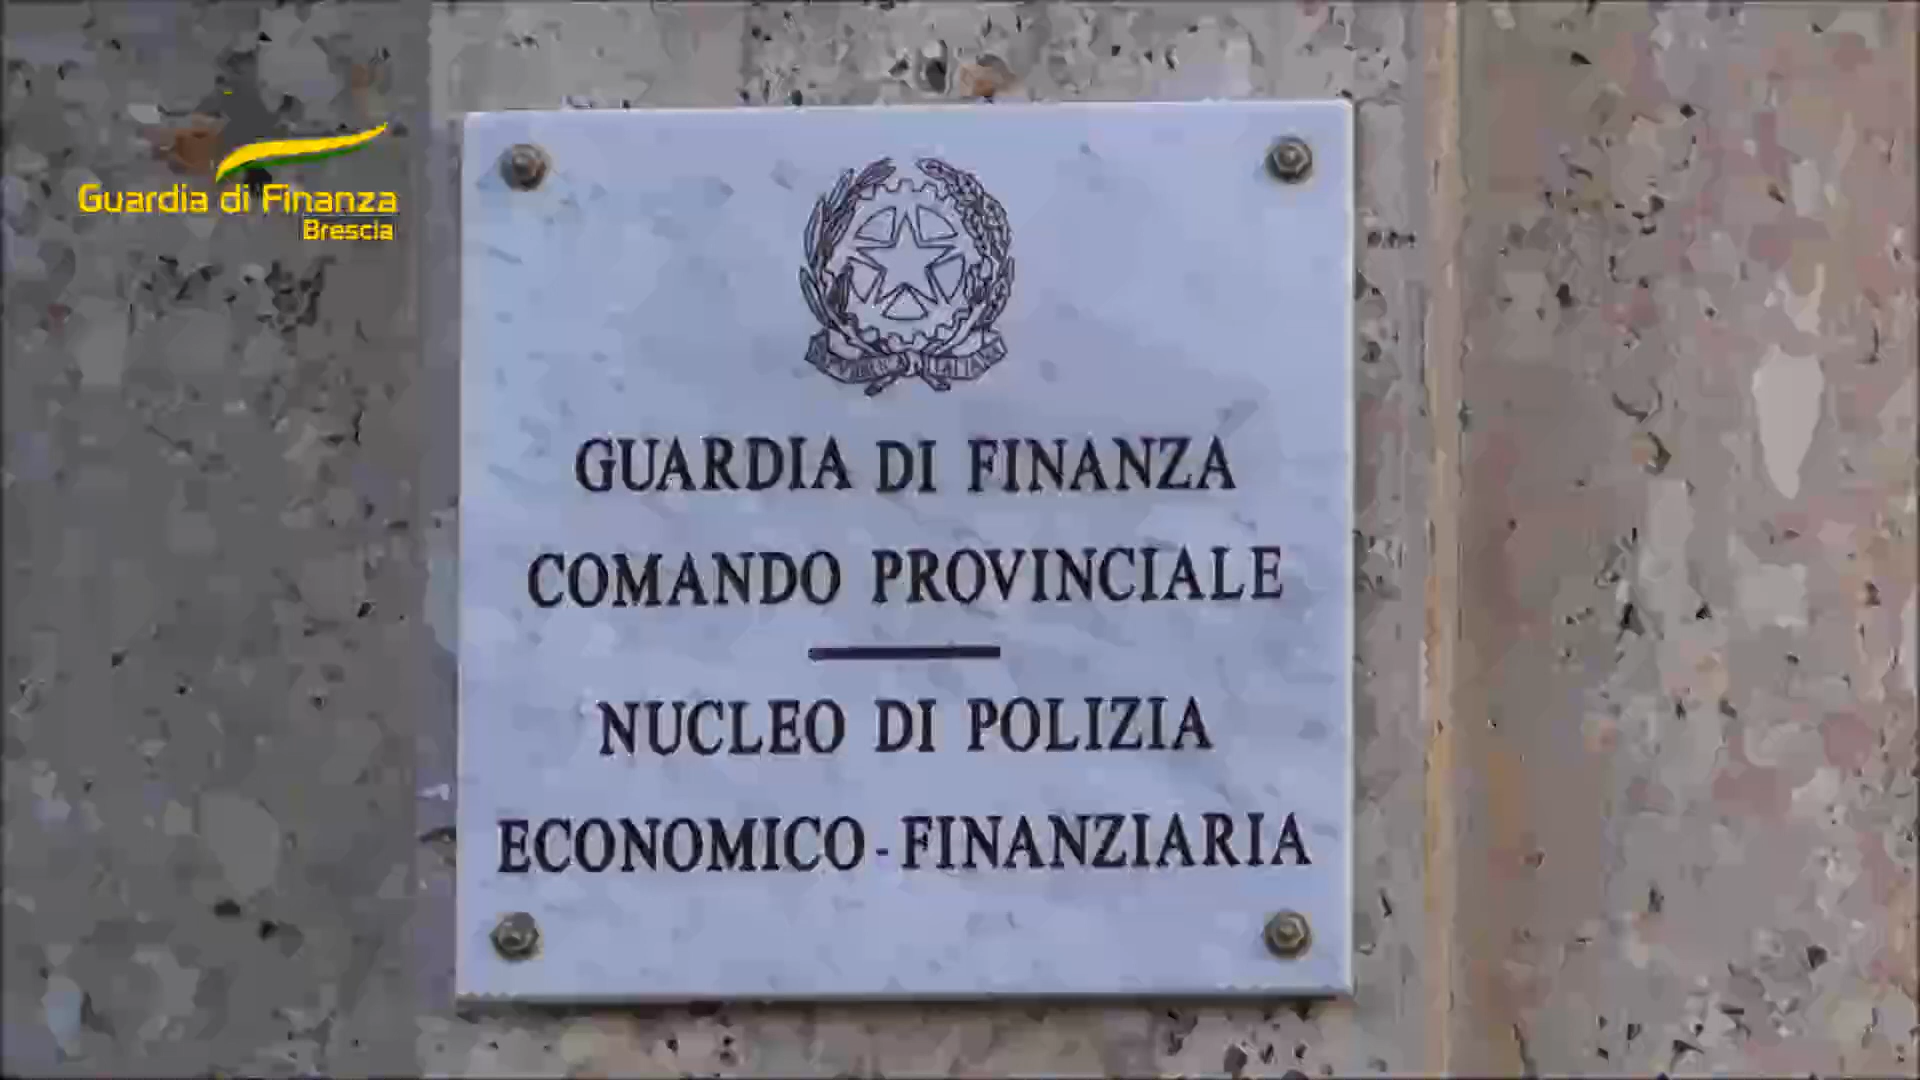 Guardia di Finanza
Brescia
GUARDIA DI FINANZA
COMANDO PROVINCIALE
NUCLEO DI POLIZIA
ECONOMICO-FINANZIARIA